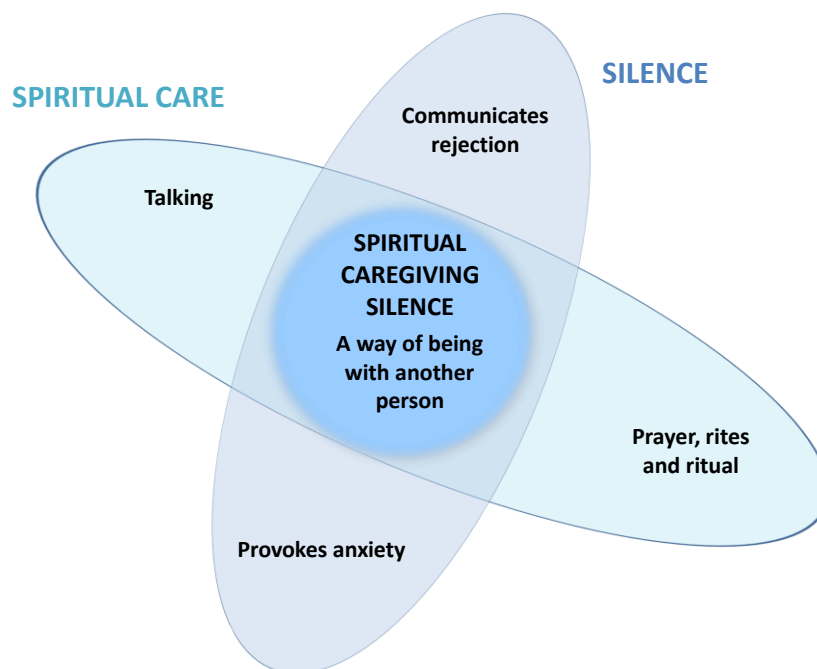 SILENCE
SPIRITUAL CARE
Communicates
rejection
Talking
SPIRITUAL
CAREGIVING
SILENCE
A way of being
with another
person
Prayer, rites
and ritual
Provokes anxiety